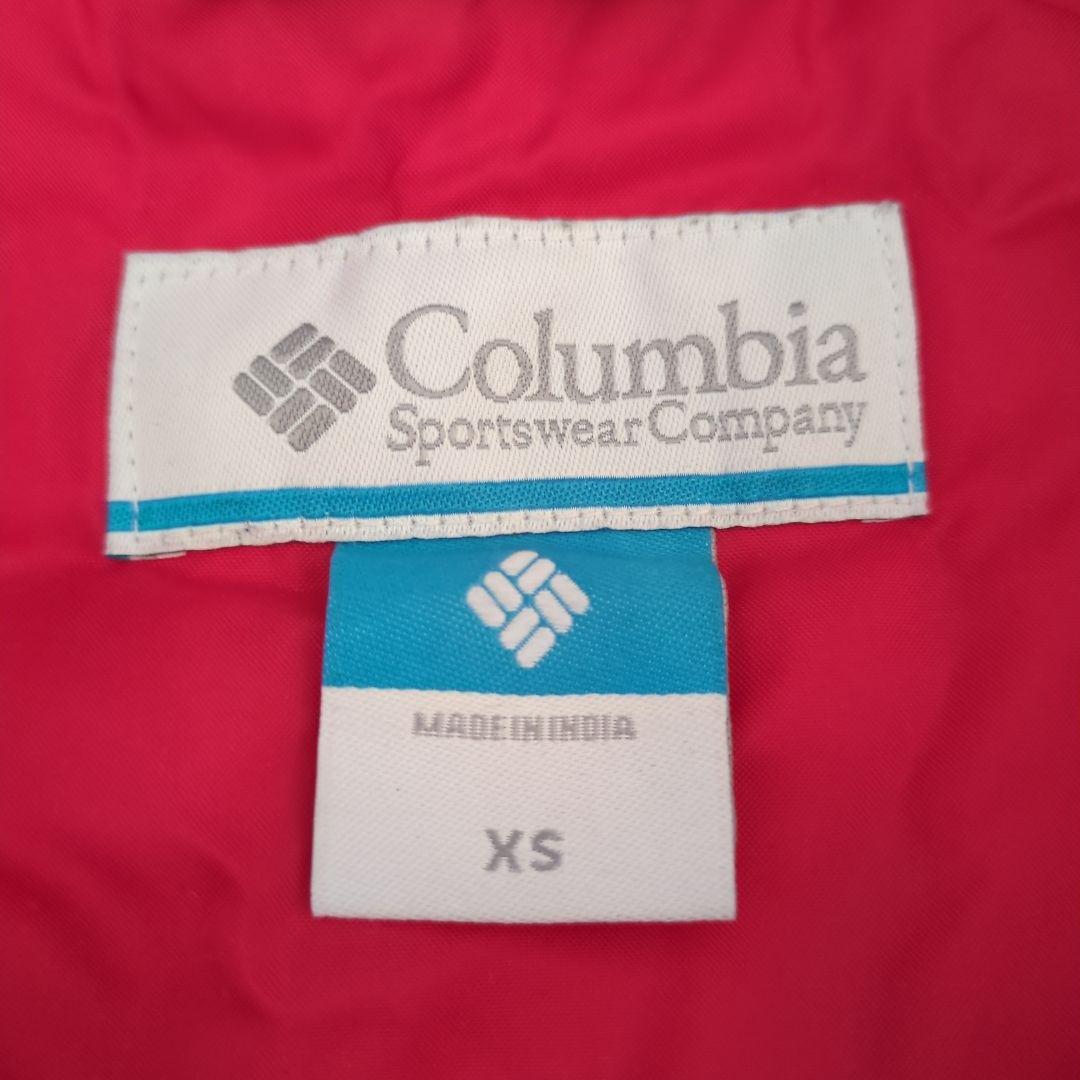 Columbia
Sportswear Company
MADE IN INDIA
XS